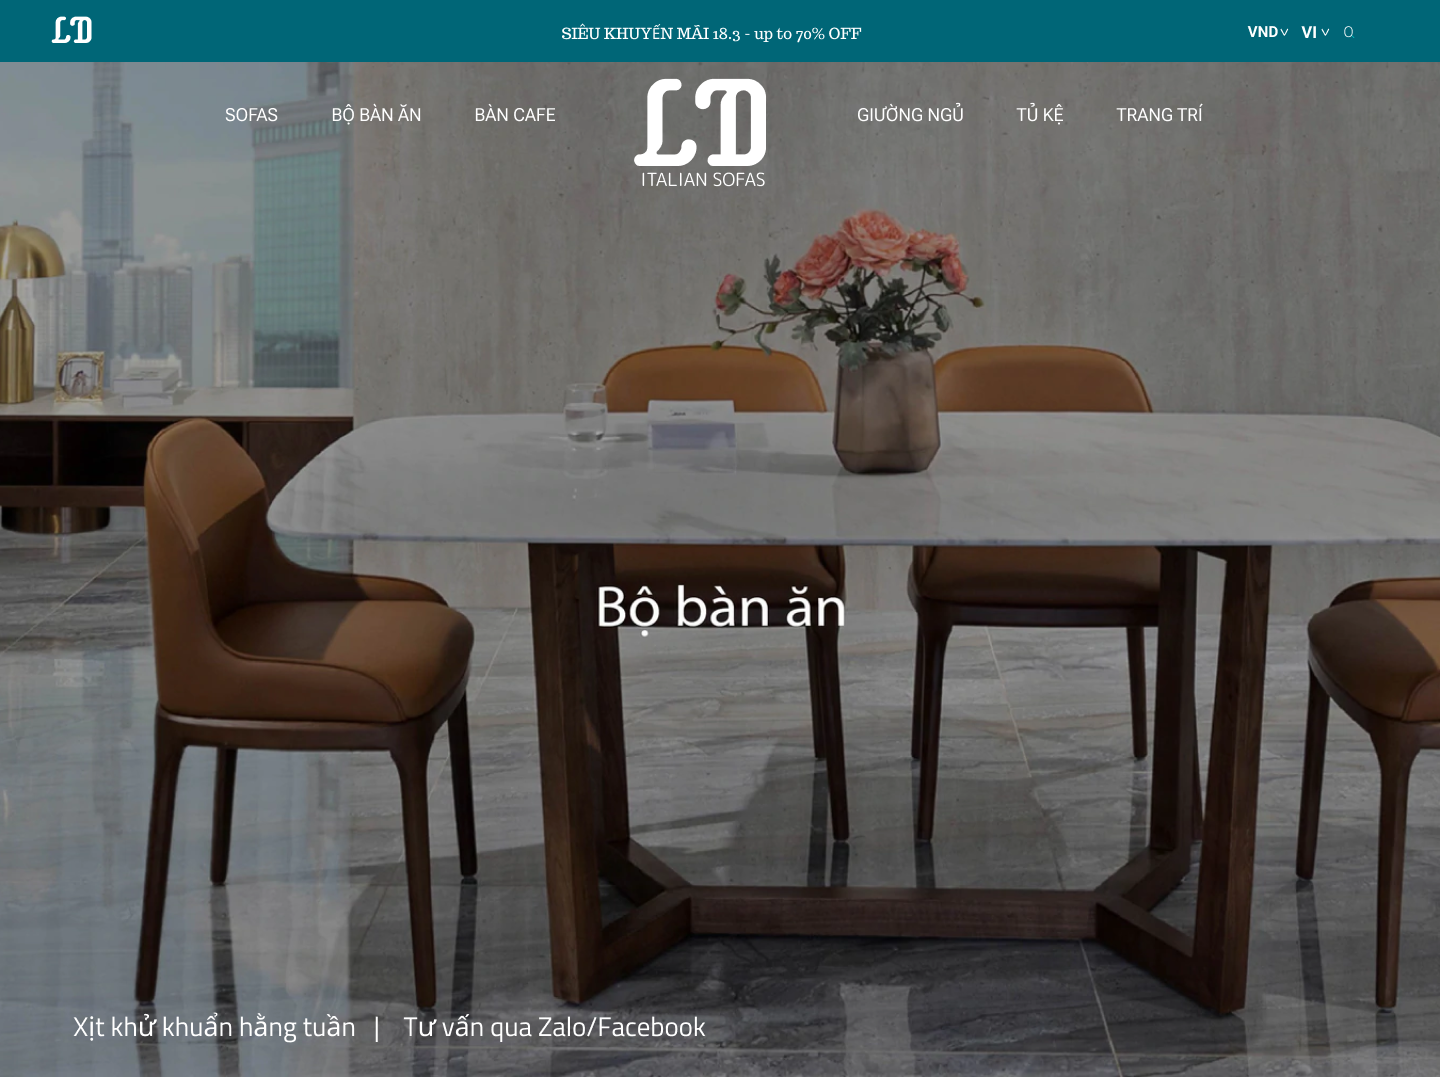 LD
SIÊU KHUYẾN MÃI 18.3 - up to 70% OFF
VND VI
SOFAS BỘ BÀN ĂN BÀN CAFE
LD
ITALIAN SOFAS
GIƯỜNG NGỦ TỦ KỆ TRANG TRÍ
Bộ bàn ăn
Xịt khử khuẩn hằng tuần | Tư vấn qua Zalo/Facebook